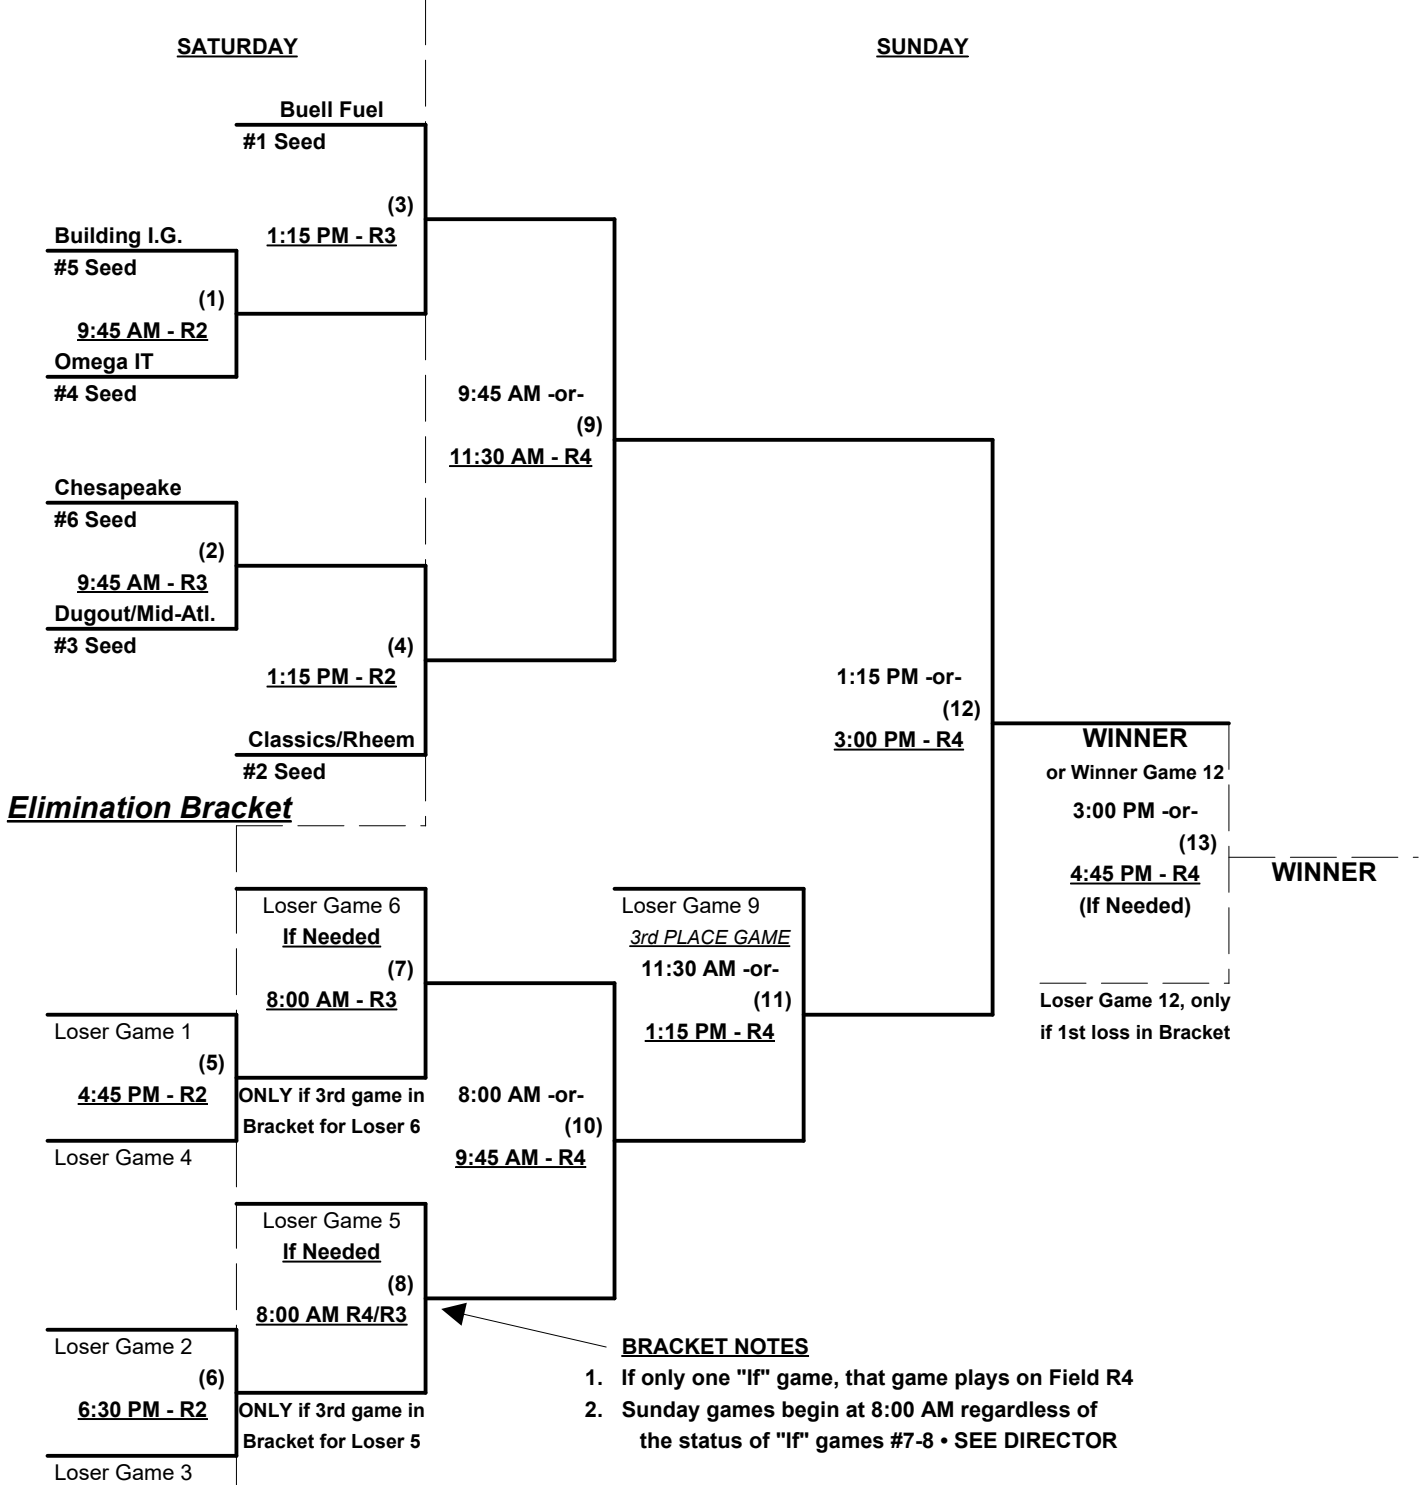 SATURDAY
SUNDAY
Buell Fuel
#1 Seed
(3)
1:15 PM - R3
Building I.G.
#5 Seed
(1)
9:45 AM - R2
Omega IT
#4 Seed
9:45 AM -or-
(9)
11:30 AM - R4
Chesapeake
#6 Seed
(2)
9:45 AM - R3
Dugout/Mid-Atl.
#3 Seed
(4)
1:15 PM - R2
Classics/Rheem
#2 Seed
1:15 PM -or-
(12)
3:00 PM - R4
WINNER
or Winner Game 12
3:00 PM -or-
(13)
4:45 PM - R4
(If Needed)
WINNER
Loser Game 12, only
if 1st loss in Bracket
Elimination Bracket
Loser Game 6
If Needed
(7)
8:00 AM - R3
Loser Game 1
(5)
4:45 PM - R2
Loser Game 4
ONLY if 3rd game in
Bracket for Loser 6
Loser Game 9
3rd PLACE GAME
11:30 AM -or-
(11)
1:15 PM - R4
8:00 AM -or-
(10)
9:45 AM - R4
Loser Game 5
If Needed
(8)
8:00 AM R4/R3
Loser Game 2
(6)
6:30 PM - R2
Loser Game 3
ONLY if 3rd game in
Bracket for Loser 5
BRACKET NOTES
1. If only one "If" game, that game plays on Field R4
2. Sunday games begin at 8:00 AM regardless of
the status of "If" games #7-8 • SEE DIRECTOR